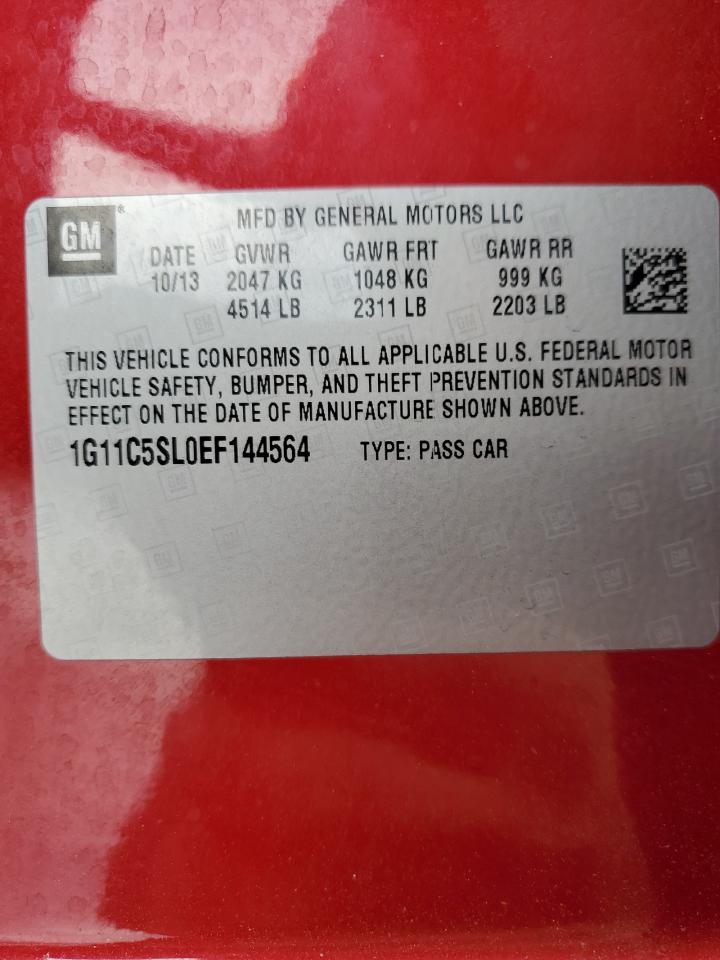 GM®
MFD BY GENERAL MOTORS LLC
DATE GVWR GAWR FRT GAWR RR
10/13 2047 KG 1048 KG 999 KG
4514 LB 2311 LB 2203 LB
THIS VEHICLE CONFORMS TO ALL APPLICABLE U.S. FEDERAL MOTOR
VEHICLE SAFETY, BUMPER, AND THEFT PREVENTION STANDARDS IN
EFFECT ON THE DATE OF MANUFACTURE SHOWN ABOVE.
1G11C5SL0EF144564 TYPE: PASS CAR